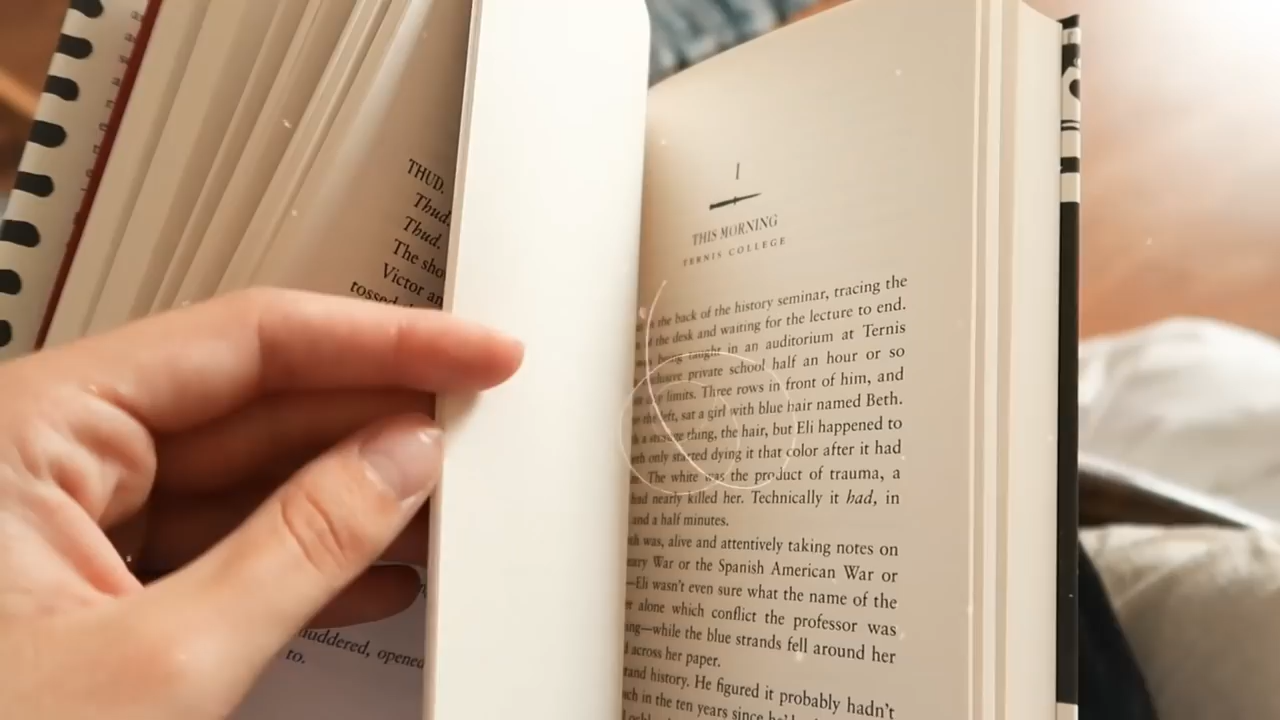 THUD.
Thud.
Thud.
The sho
Victor an
tossed
huddered, opened
to.
I
THIS MORNING
TERNIS COLLEGE
the back of the history seminar, tracing the
the desk and waiting for the lecture to end.
being taught in an auditorium at Ternis
private school half an hour or so
limits. Three rows in front of him, and
the left, sat a girl with blue hair named Beth.
thing, the hair, but Eli happened to
only started dying it that color after it had
The white was the product of trauma, a
had nearly killed her. Technically it had, in
and a half minutes.
was, alive and attentively taking notes on
War or the Spanish American War or
—Eli wasn't even sure what the name of the
alone which conflict the professor was
—while the blue strands fell around her
across her paper.
history. He figured it probably hadn't
in the ten years since